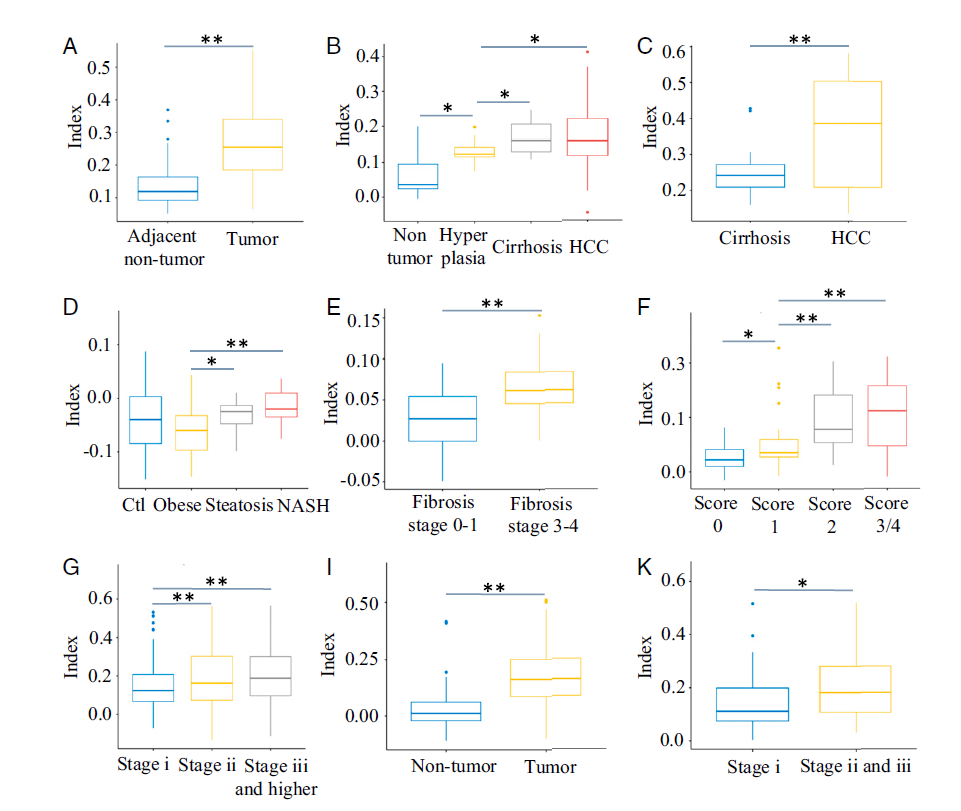 A
**
Index
0.5
0.4
0.3
0.2
0.1
Adjacent
non-tumor
Tumor
B
*
*
*
Index
0.4
0.3
0.2
0.1
0.0
Non
tumor
Hyper
plasia
Cirrhosis
HCC
C
**
Index
0.6
0.5
0.4
0.3
0.2
Cirrhosis
HCC
D
**
*
Index
0.1
0.0
-0.1
Ctl Obese Steatosis NASH
E
**
Index
0.15
0.10
0.05
0.00
-0.05
Fibrosis
stage 0-1
Fibrosis
stage 3-4
F
**
**
*
Index
0.3
0.1
0.0
Score
0
Score
1
Score
2
Score
3/4
G
**
**
Index
0.6
0.4
0.2
0.0
Stage i
Stage ii
Stage iii
and higher
I
**
Index
0.50
0.25
0.00
Non-tumor
Tumor
K
*
Index
0.6
0.4
0.2
0.0
Stage i
Stage ii and iii